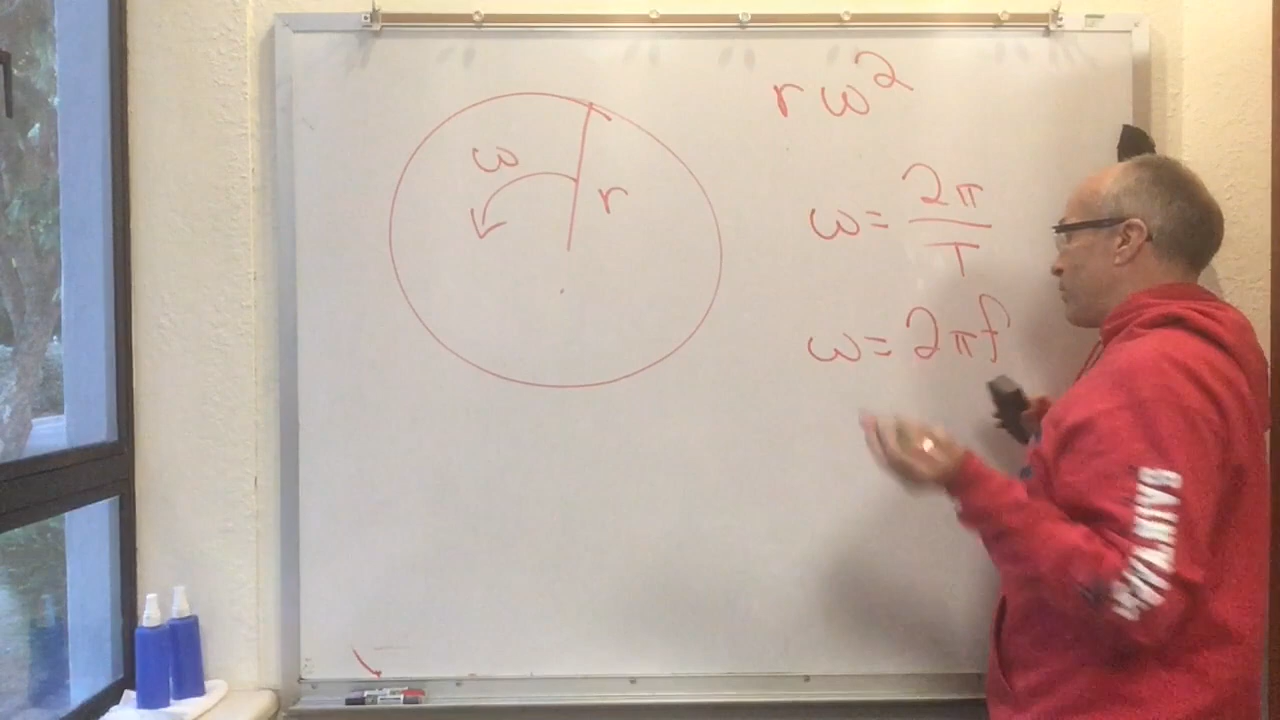 rω²
ω
r
ω = 2π/T
ω = 2πf